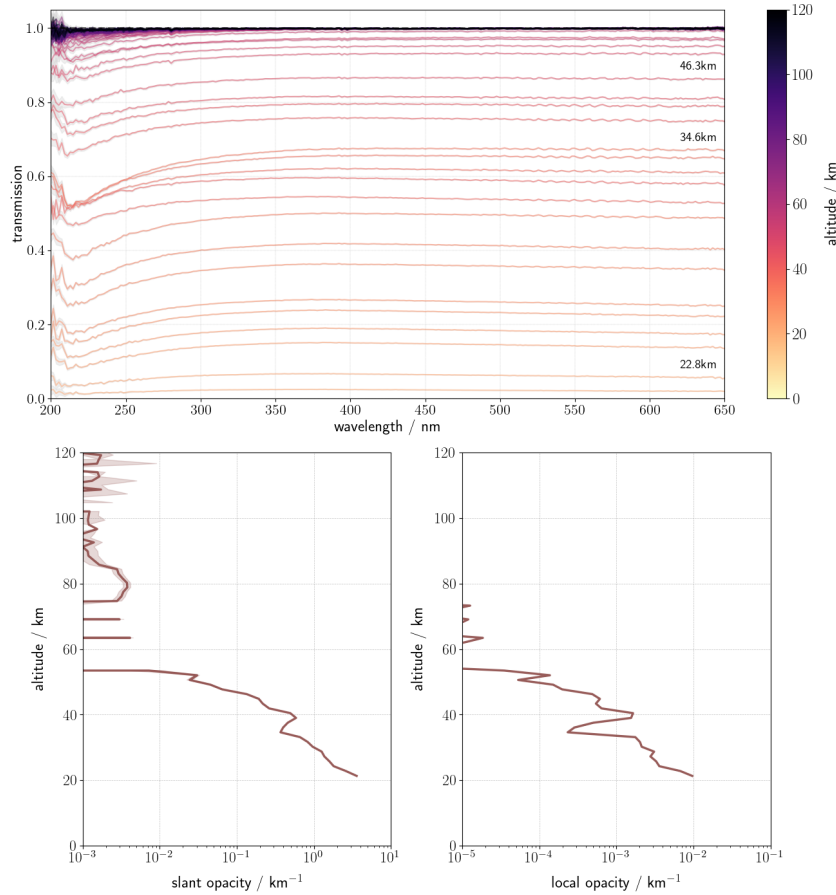 1.0
0.8
0.6
0.4
0.2
0.0
transmission
200 250 300 350 400 450 500 550 600 650
wavelength / nm
46.3km
34.6km
22.8km
120
100
80
60
40
20
0
altitude / km
120
100
80
60
40
20
0
altitude / km
10⁻³ 10⁻² 10⁻¹ 10⁰ 10¹
slant opacity / km⁻¹
120
100
80
60
40
20
0
altitude / km
10⁻⁵ 10⁻⁴ 10⁻³ 10⁻² 10⁻¹
local opacity / km⁻¹